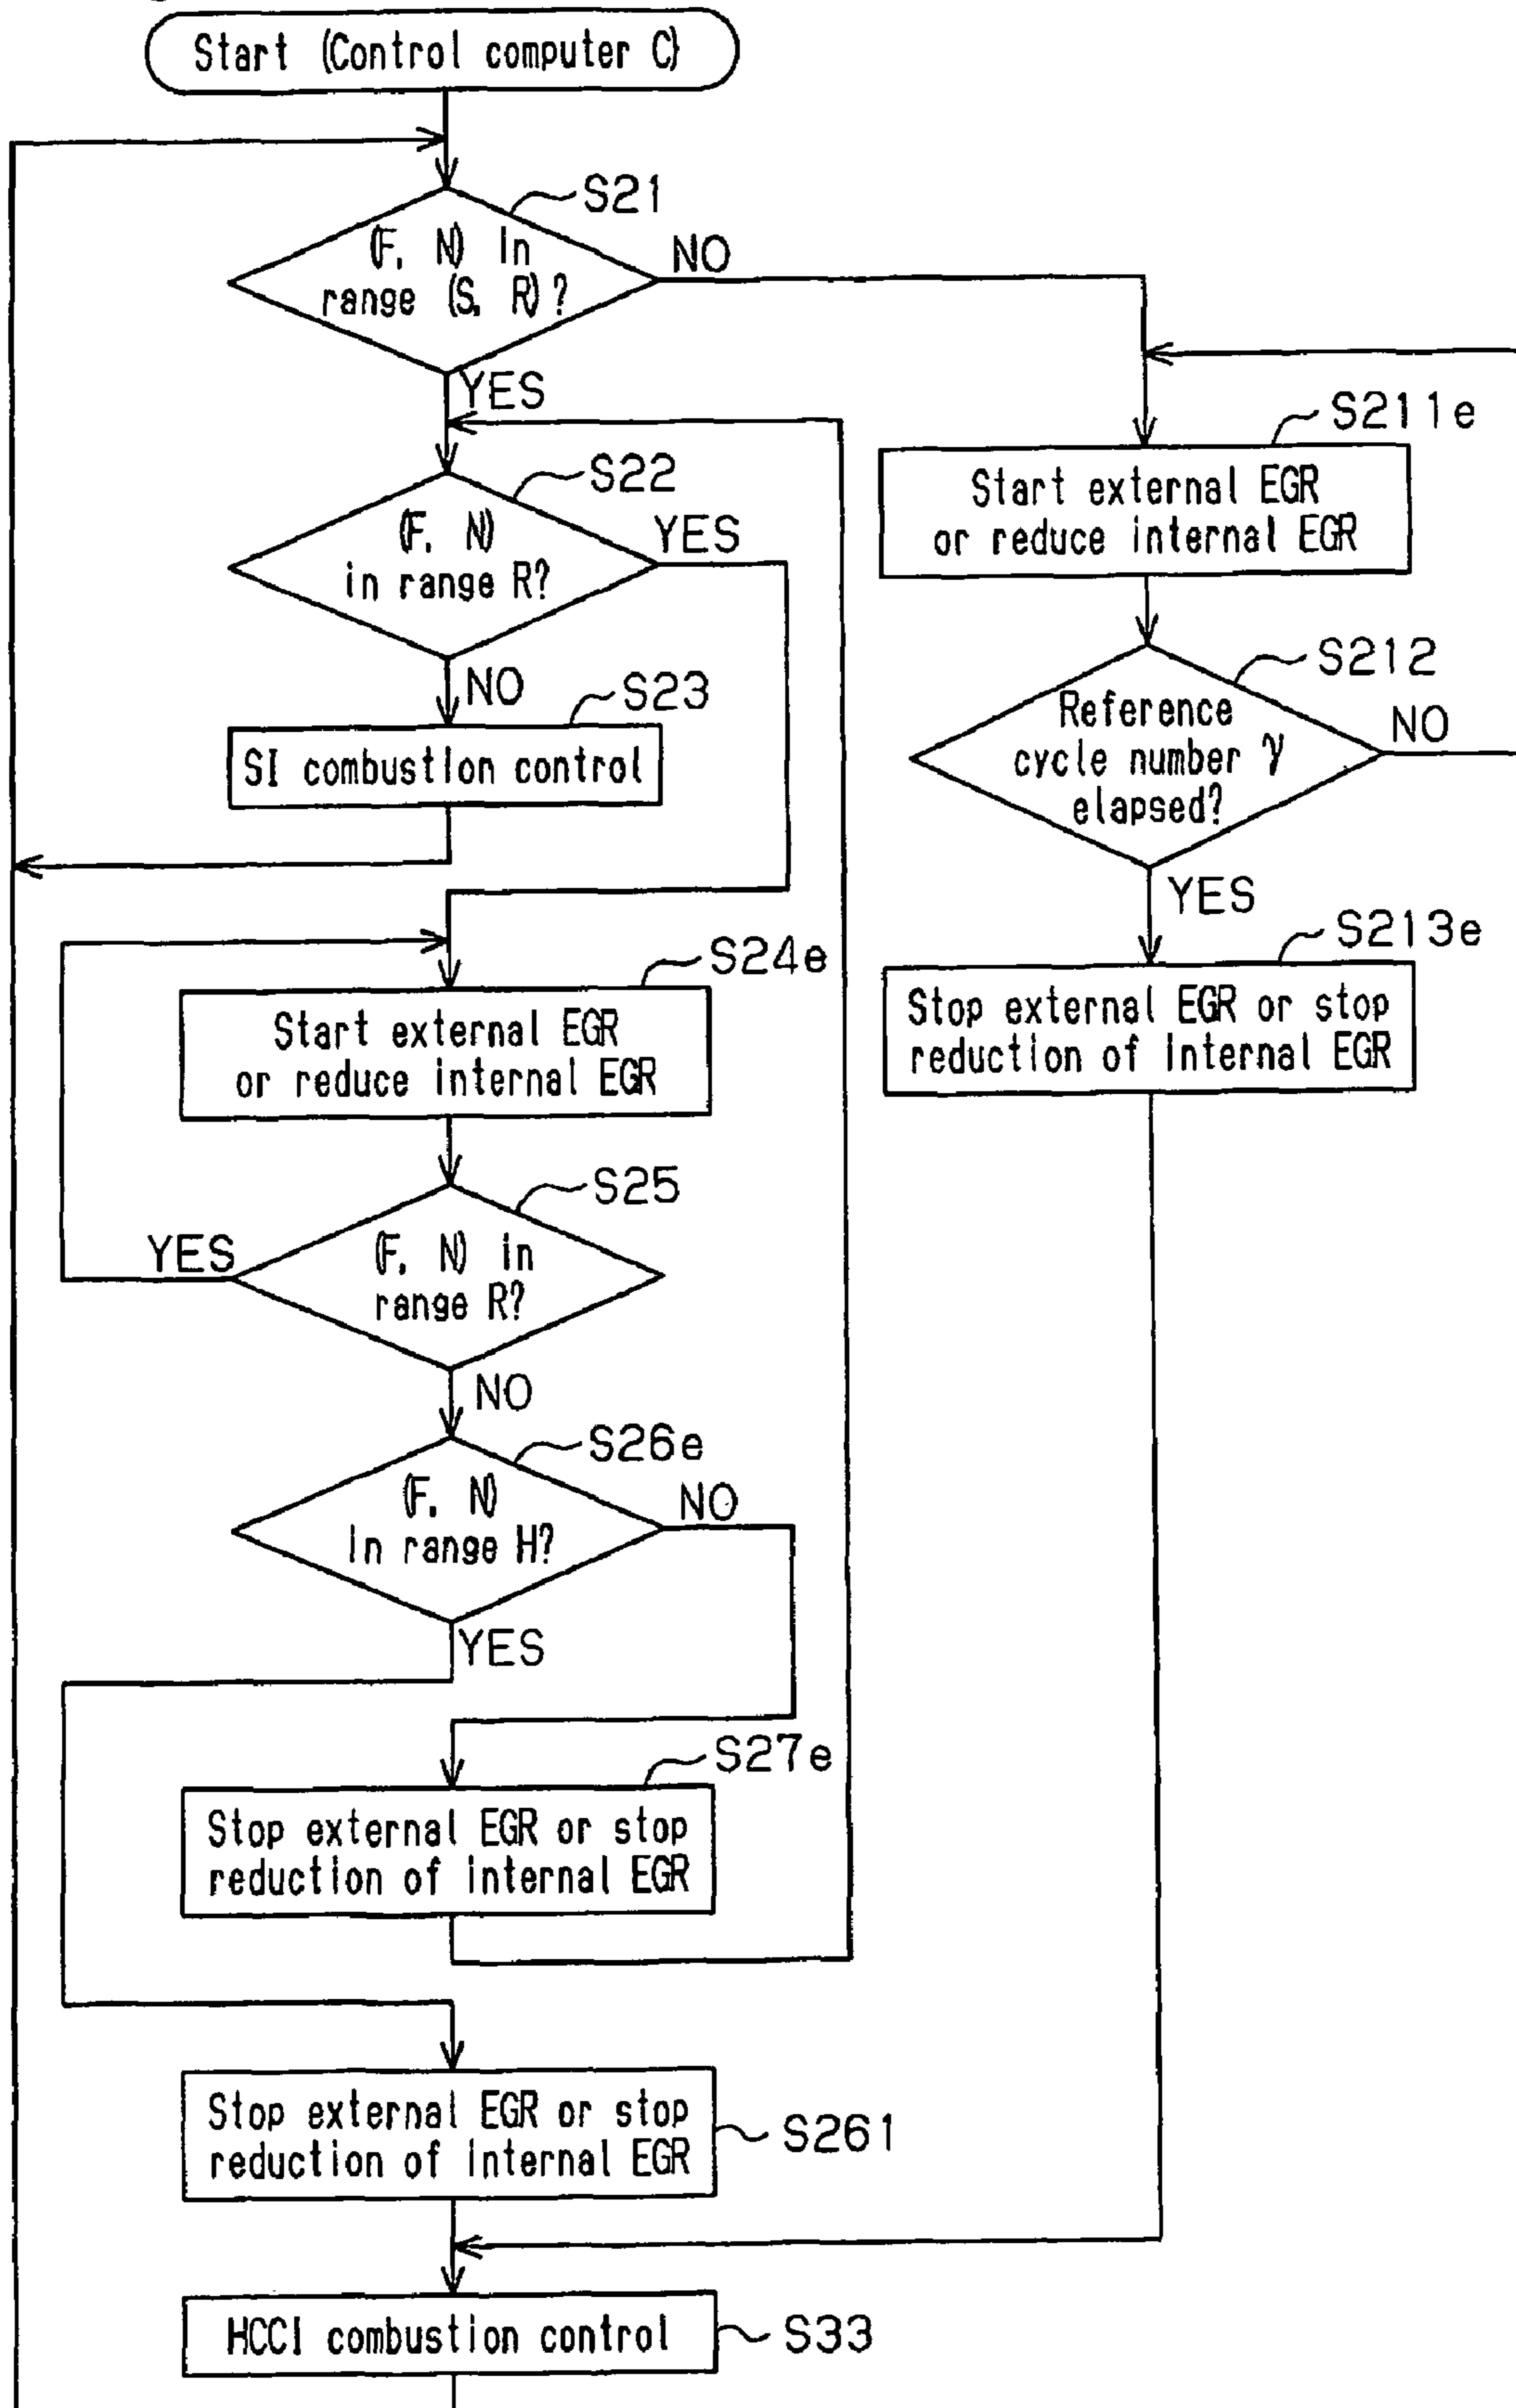 Start (Control computer C)
S21
(F, N) in
range (S, R)?
NO
YES
S22
(F, N)
in range R?
YES
NO
S23
SI combustion control
S24e
Start external EGR
or reduce internal EGR
S25
(F, N) in
range R?
YES
NO
S26e
(F, N)
in range H?
NO
YES
S27e
Stop external EGR or stop
reduction of internal EGR
Stop external EGR or stop
reduction of internal EGR
S261
HCCI combustion control
S33
S211e
Start external EGR
or reduce internal EGR
S212
Reference
cycle number γ
elapsed?
NO
YES
S213e
Stop external EGR or stop
reduction of internal EGR